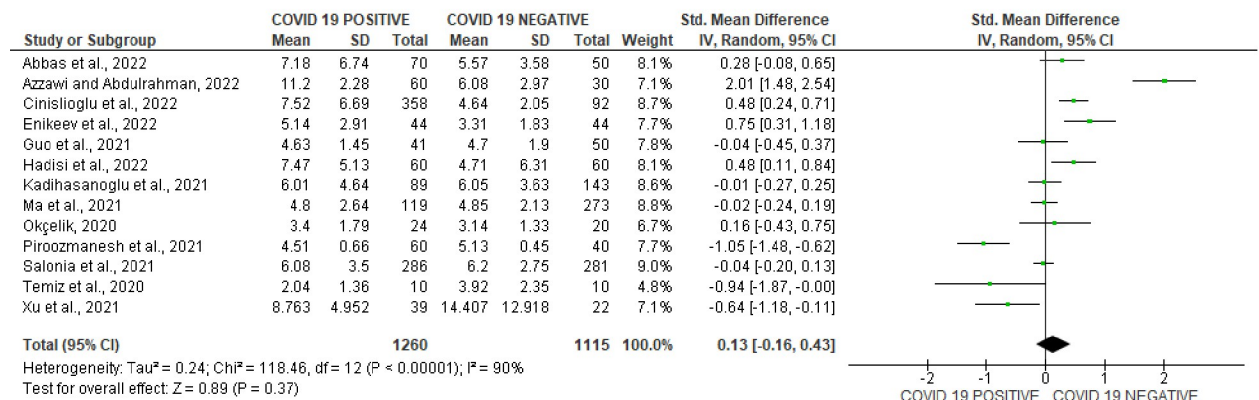 COVID 19 POSITIVE COVID 19 NEGATIVE Std. Mean Difference Std. Mean Difference
Study or Subgroup Mean SD Total Mean SD Total Weight IV, Random, 95% CI IV, Random, 95% CI
Abbas et al., 2022 7.18 6.74 70 5.57 3.58 50 8.1% 0.28 [-0.08, 0.65]
Azzawi and Abdulrahman, 2022 11.2 2.28 60 6.08 2.97 30 7.1% 2.01 [1.48, 2.54]
Cinislioglu et al., 2022 7.52 6.69 358 4.64 2.05 92 8.7% 0.48 [0.24, 0.71]
Enikeev et al., 2022 5.14 2.91 44 3.31 1.83 44 7.7% 0.75 [0.31, 1.18]
Guo et al., 2021 4.63 1.45 41 4.7 1.9 50 7.8% -0.04 [-0.45, 0.37]
Hadisi et al., 2022 7.47 5.13 60 4.71 6.31 60 8.1% 0.48 [0.11, 0.84]
Kadihasanoglu et al., 2021 6.01 4.64 89 6.05 3.63 143 8.6% -0.01 [-0.27, 0.25]
Ma et al., 2021 4.8 2.64 119 4.85 2.13 273 8.8% -0.02 [-0.24, 0.19]
Okçelik, 2020 3.4 1.79 24 3.14 1.33 20 6.7% 0.16 [-0.43, 0.75]
Piroozmanesh et al., 2021 4.51 0.66 60 5.13 0.45 40 7.7% -1.05 [-1.48, -0.62]
Salonia et al., 2021 6.08 3.5 286 6.2 2.75 281 9.0% -0.04 [-0.20, 0.13]
Temiz et al., 2020 2.04 1.36 10 3.92 2.35 10 4.8% -0.94 [-1.87, -0.00]
Xu et al., 2021 8.763 4.952 39 14.407 12.918 22 7.1% -0.64 [-1.18, -0.11]
Total (95% CI) 1260 1115 100.0% 0.13 [-0.16, 0.43]
Heterogeneity: Tau² = 0.24; Chi² = 118.46, df = 12 (P < 0.00001); I² = 90%
Test for overall effect: Z = 0.89 (P = 0.37)
-2 -1 0 1 2
COVID 19 POSITIVE COVID 19 NEGATIVE